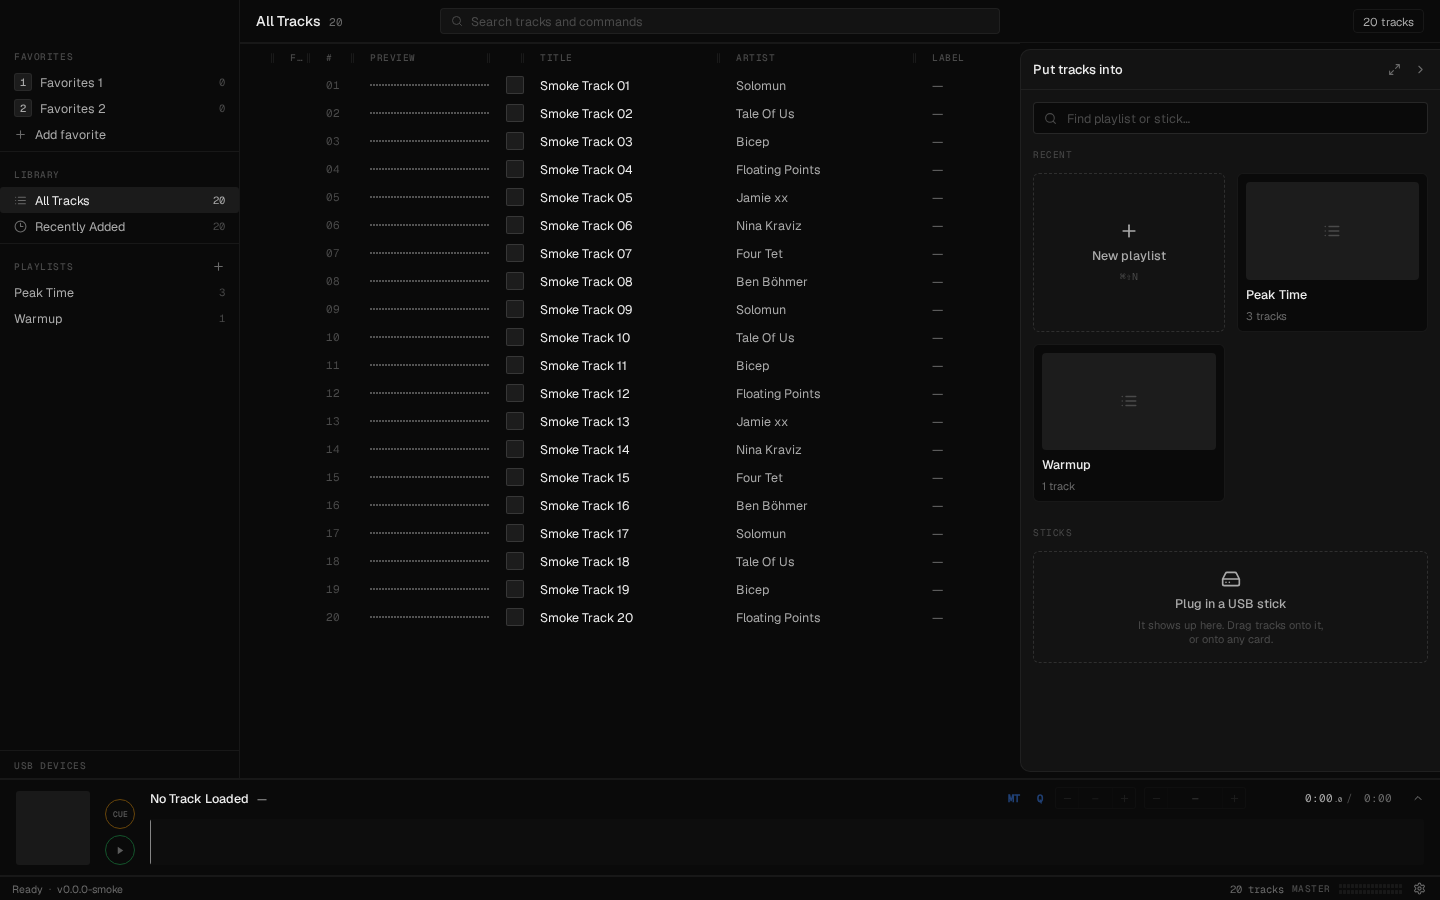 All Tracks 20
Search tracks and commands
20 tracks
FAVORITES
1 Favorites 1 0
2 Favorites 2 0
Add favorite
LIBRARY
All Tracks 20
Recently Added 20
PLAYLISTS
Peak Time 3
Warmup 1
USB DEVICES
F… # PREVIEW TITLE ARTIST LABEL
01 Smoke Track 01 Solomun —
02 Smoke Track 02 Tale Of Us —
03 Smoke Track 03 Bicep —
04 Smoke Track 04 Floating Points —
05 Smoke Track 05 Jamie xx —
06 Smoke Track 06 Nina Kraviz —
07 Smoke Track 07 Four Tet —
08 Smoke Track 08 Ben Böhmer —
09 Smoke Track 09 Solomun —
10 Smoke Track 10 Tale Of Us —
11 Smoke Track 11 Bicep —
12 Smoke Track 12 Floating Points —
13 Smoke Track 13 Jamie xx —
14 Smoke Track 14 Nina Kraviz —
15 Smoke Track 15 Four Tet —
16 Smoke Track 16 Ben Böhmer —
17 Smoke Track 17 Solomun —
18 Smoke Track 18 Tale Of Us —
19 Smoke Track 19 Bicep —
20 Smoke Track 20 Floating Points —
Put tracks into
Find playlist or stick…
RECENT
New playlist
⌘⇧N
Peak Time
3 tracks
Warmup
1 track
STICKS
Plug in a USB stick
It shows up here. Drag tracks onto it,
or onto any card.
CUE
No Track Loaded —
MT Q — — + — — +
0:00.0 / 0:00
Ready · v0.0.0-smoke
20 tracks MASTER